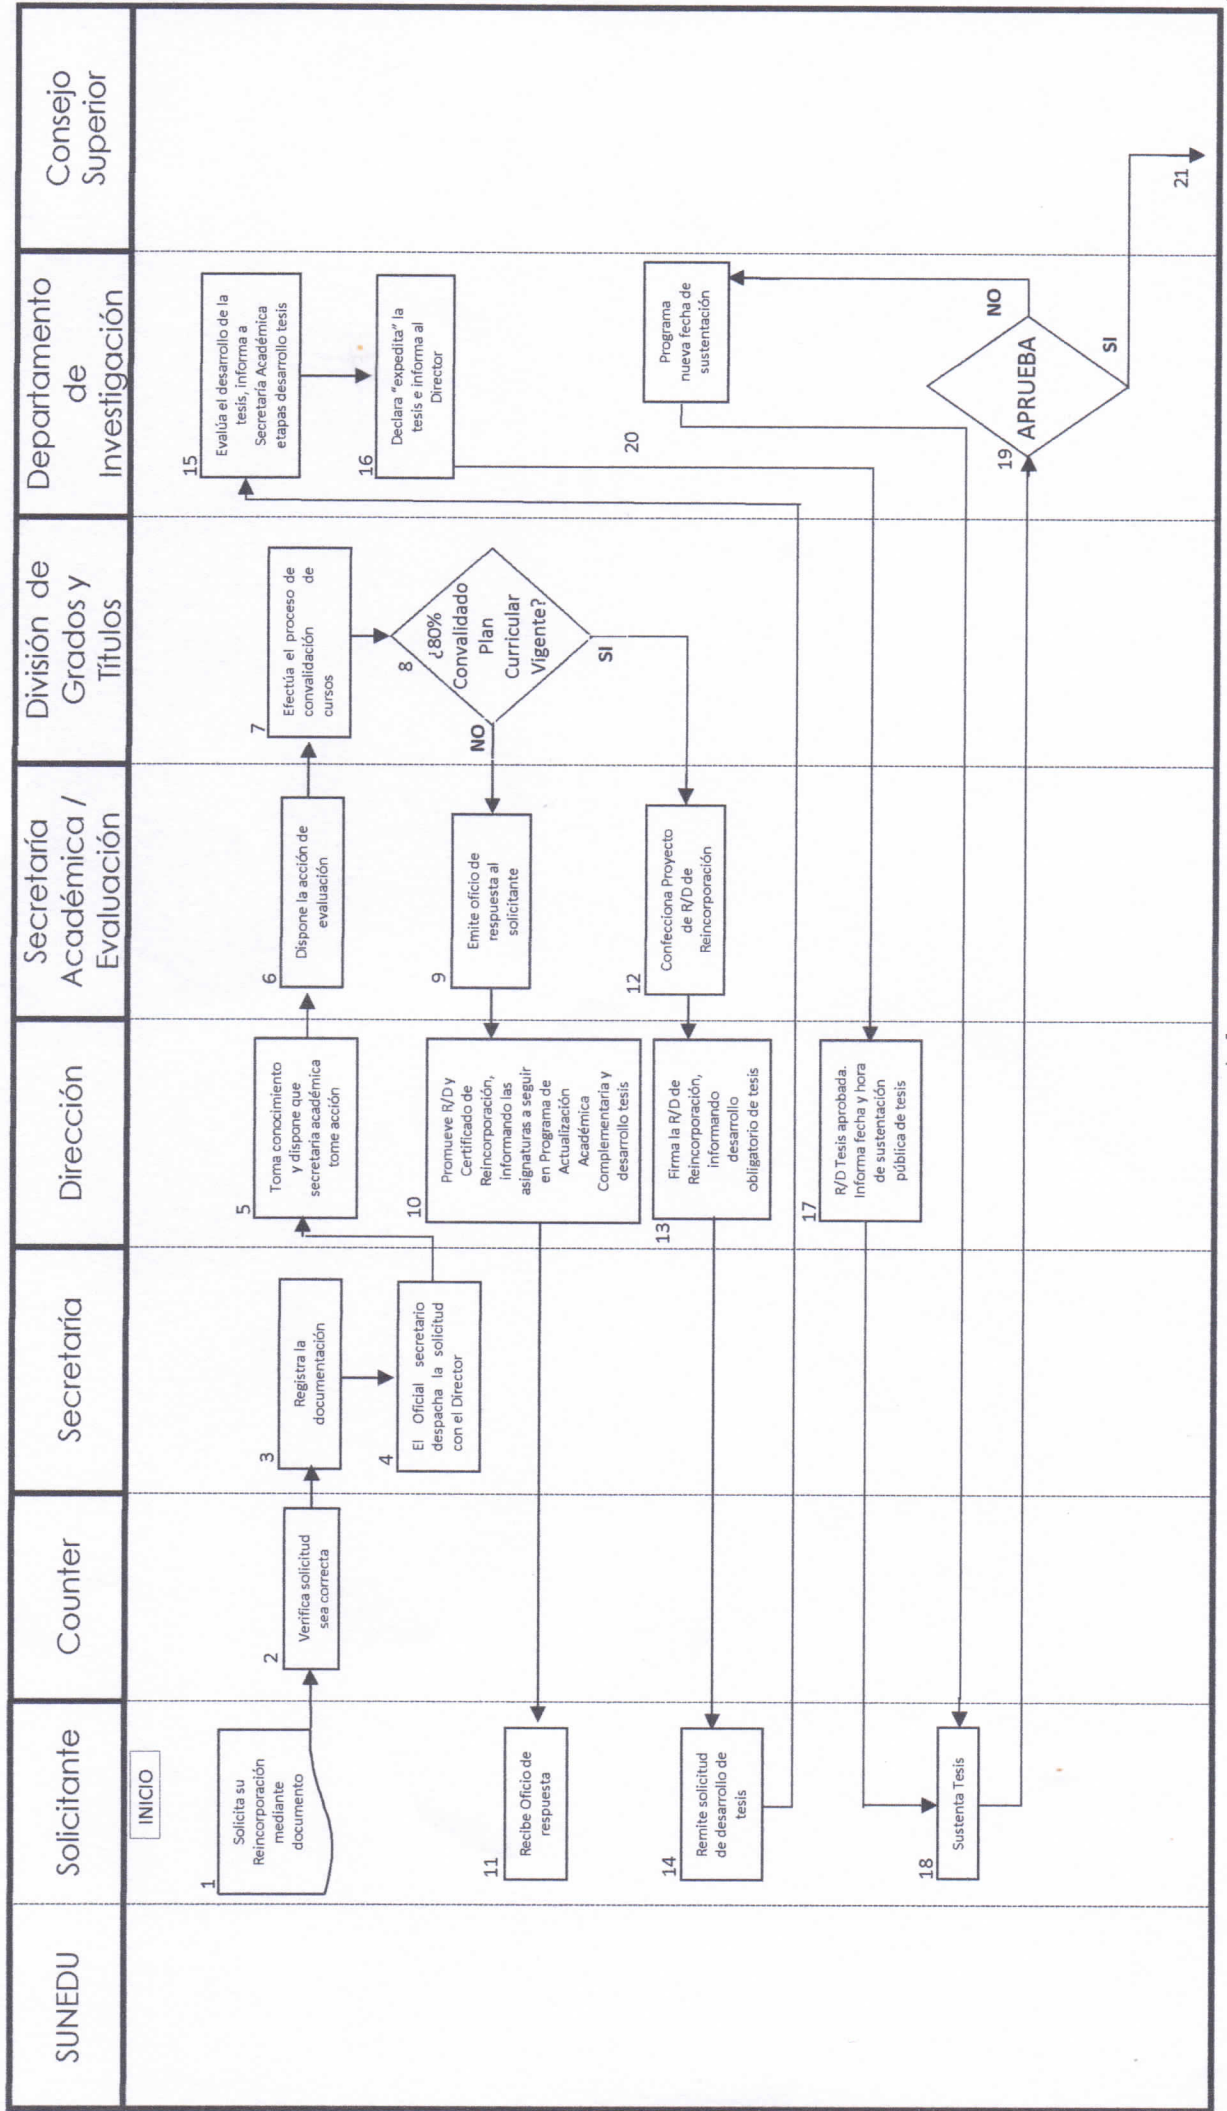 SUNEDU
Solicitante
Counter
Secretaría
Dirección
Secretaría
Académica /
Evaluación
División de
Grados y
Títulos
Departamento
de
Investigación
Consejo
Superior
INICIO
1
Solicita su
Reincorporación
mediante
documento
2
Verifica solicitud
sea correcta
3
Registra la
documentación
4
El Oficial secretario
despacha la solicitud
con el Director
5
Toma conocimiento
y dispone que
secretaria académica
tome acción
6
Dispone la acción de
evaluación
7
Efectúa el proceso de
convalidación de
cursos
8
¿80%
Convalidado
Plan
Curricular
Vigente?
NO
SI
9
Emite oficio de
respuesta al
solicitante
10
Promueve R/D y
Certificado de
Reincorporación,
informando las
asignaturas a seguir
en Programa de
Actualización
Académica
Complementaria y
desarrollo tesis
11
Recibe Oficio de
respuesta
12
Confecciona Proyecto
de R/D de
Reincorporación
13
Firma la R/D de
Reincorporación,
informando
desarrollo
obligatorio de tesis
14
Remite solicitud
de desarrollo de
tesis
15
Evalúa el desarrollo de la
tesis, informa a
Secretaría Académica
etapas desarrollo tesis
16
Declara "expedita" la
tesis e informa al
Director
17
R/D Tesis aprobada.
Informa fecha y hora
de sustentación
pública de tesis
18
Sustenta Tesis
19
APRUEBA
NO
SI
20
Programa
nueva fecha de
sustentación
21